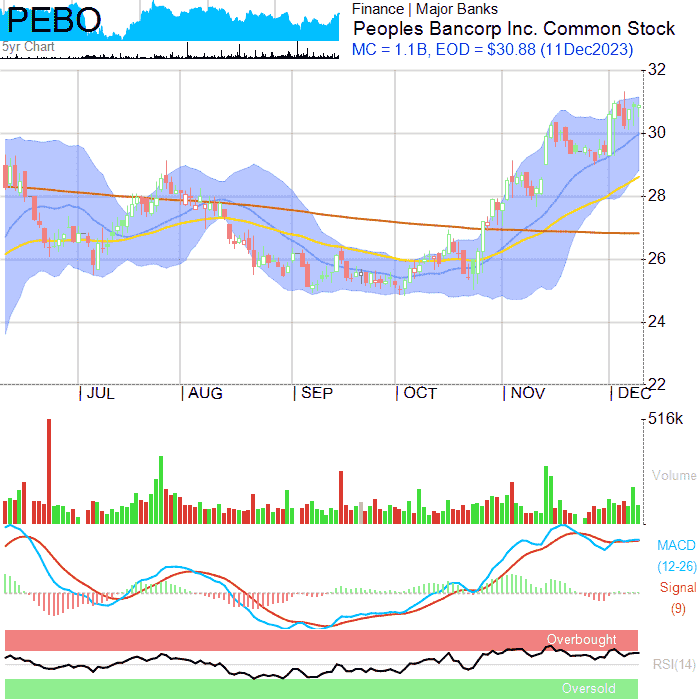 PEBO
5yr Chart
Finance | Major Banks
Peoples Bancorp Inc. Common Stock
MC = 1.1B, EOD = $30.88 (11Dec2023)
32
30
28
26
24
22
JUL AUG SEP OCT NOV DEC
516k
Volume
MACD
(12-26)
Signal
(9)
Overbought
RSI(14)
Oversold